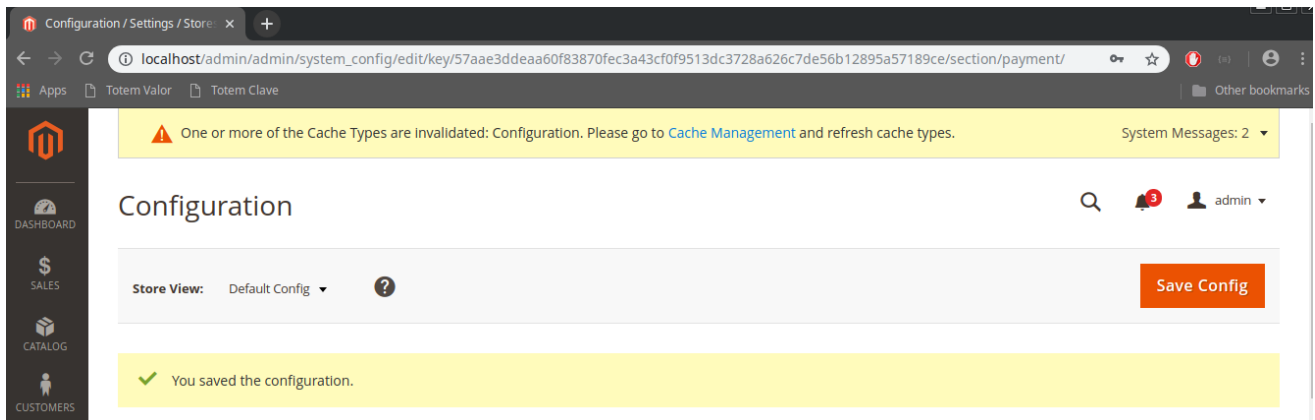 Configuration / Settings / Stores
localhost/admin/admin/system_config/edit/key/57aae3ddeaa60f83870fec3a43cf0f9513dc3728a626c7de56b12895a57189ce/section/payment/
Apps Totem Valor Totem Clave Other bookmarks
One or more of the Cache Types are invalidated: Configuration. Please go to Cache Management and refresh cache types. System Messages: 2
Configuration 3 admin
DASHBOARD
$
SALES
Store View: Default Config ? Save Config
CATALOG
You saved the configuration.
CUSTOMERS